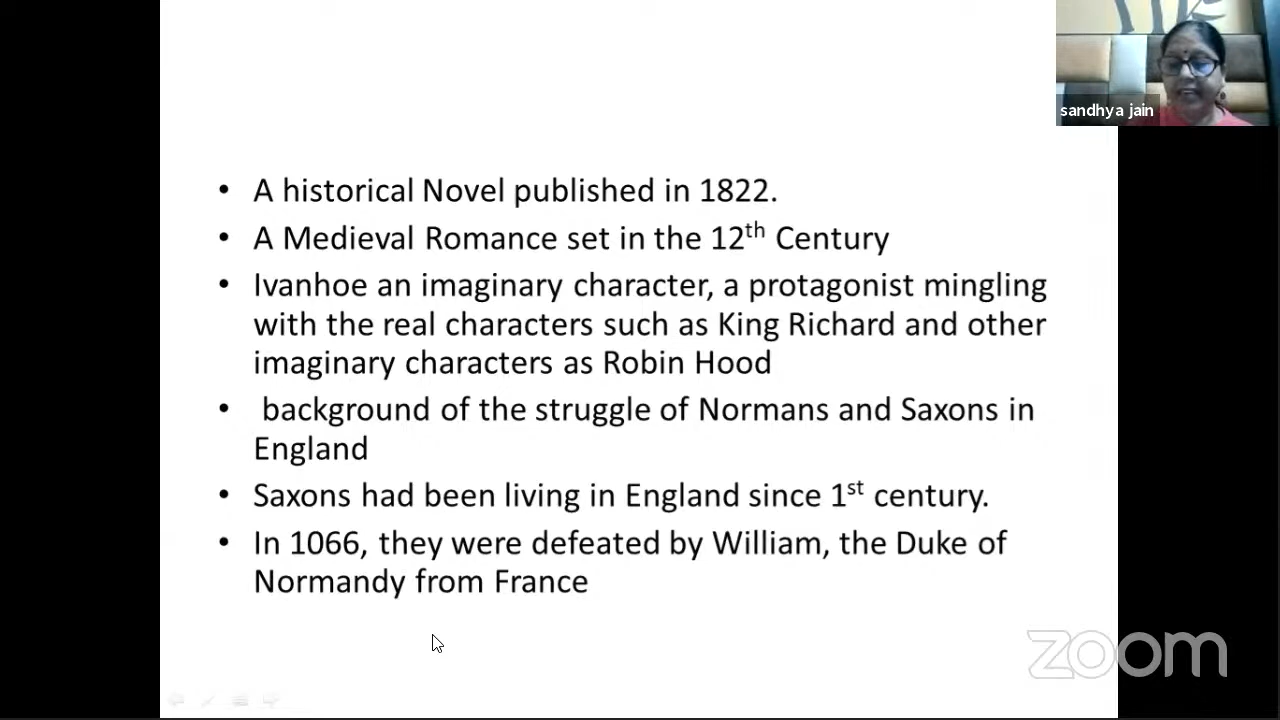 sandhya jain
• A historical Novel published in 1822.
• A Medieval Romance set in the 12th Century
• Ivanhoe an imaginary character, a protagonist mingling
with the real characters such as King Richard and other
imaginary characters as Robin Hood
• background of the struggle of Normans and Saxons in
England
• Saxons had been living in England since 1st century.
• In 1066, they were defeated by William, the Duke of
Normandy from France
zoom